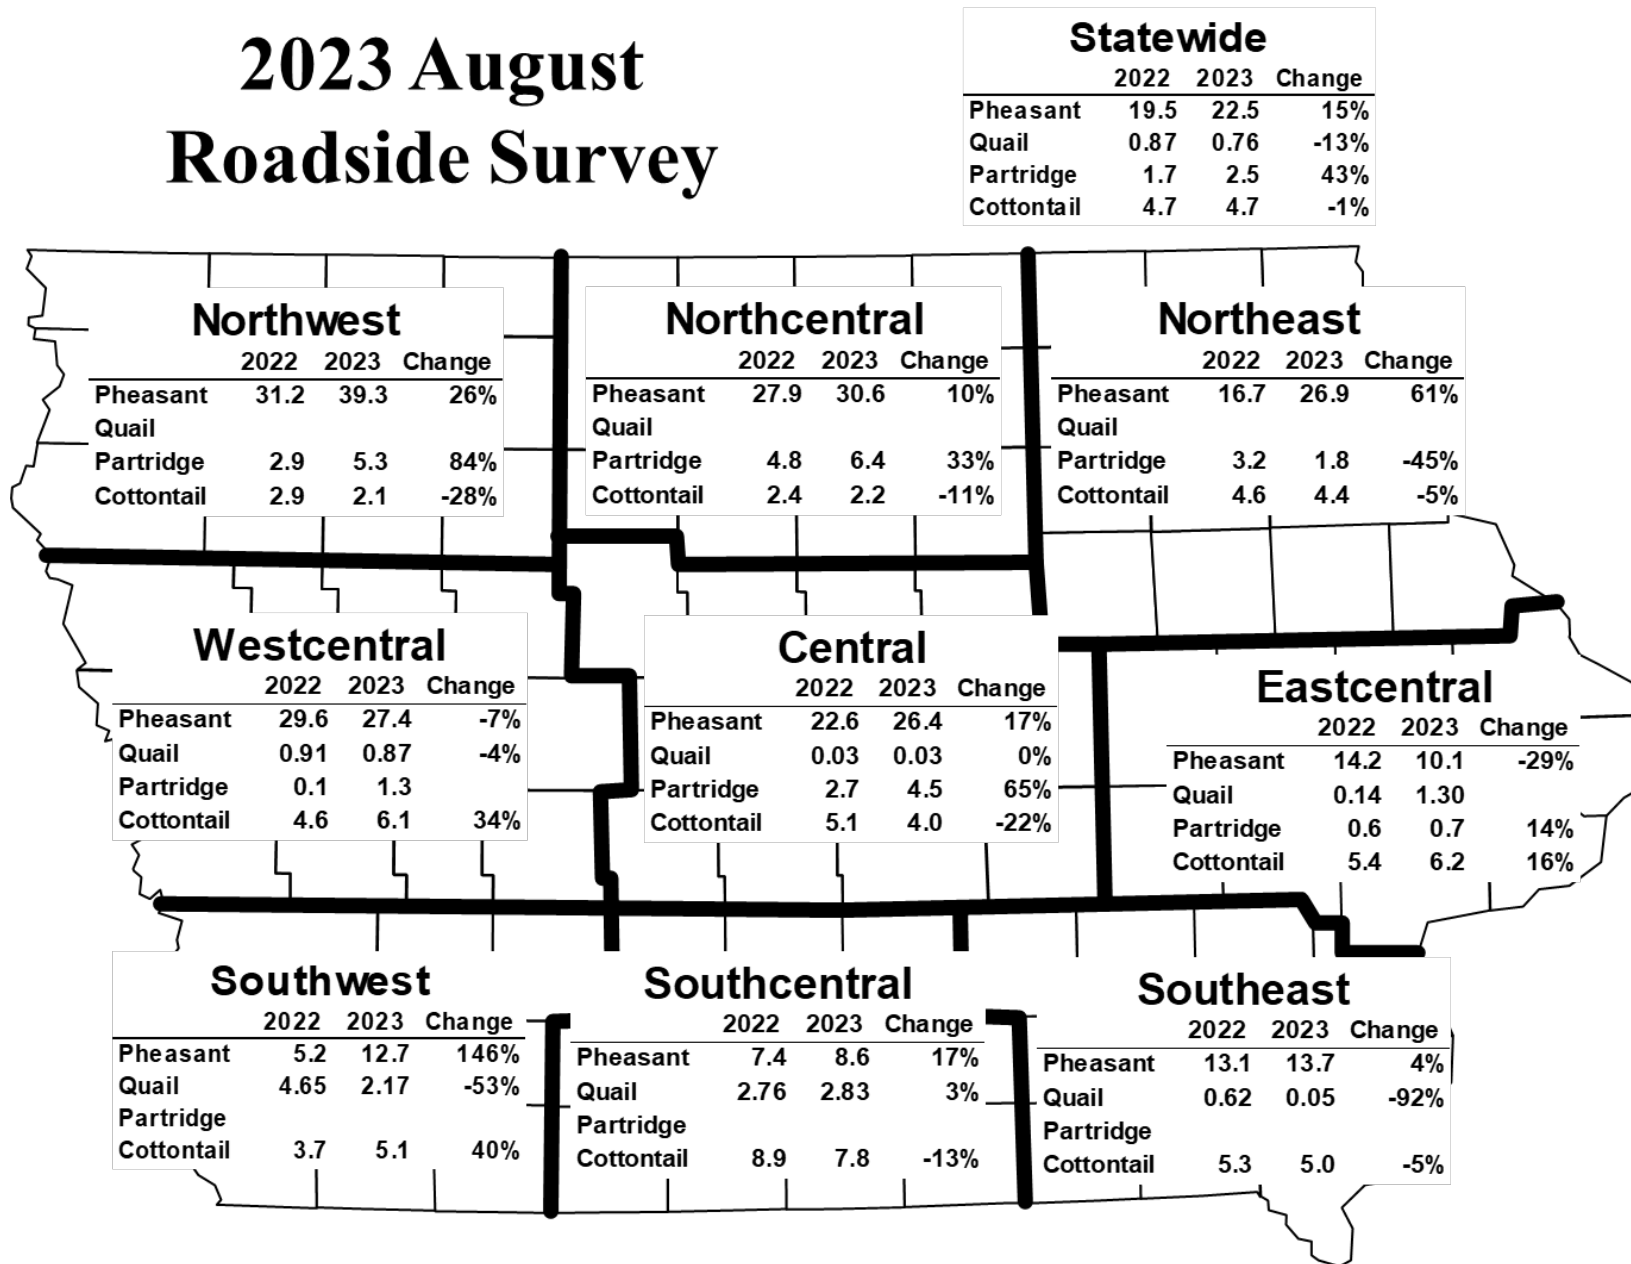 2023 August
Roadside Survey
Statewide
2022 2023 Change
Pheasant 19.5 22.5 15%
Quail 0.87 0.76 -13%
Partridge 1.7 2.5 43%
Cottontail 4.7 4.7 -1%
Northwest
2022 2023 Change
Pheasant 31.2 39.3 26%
Quail
Partridge 2.9 5.3 84%
Cottontail 2.9 2.1 -28%
Northcentral
2022 2023 Change
Pheasant 27.9 30.6 10%
Quail
Partridge 4.8 6.4 33%
Cottontail 2.4 2.2 -11%
Northeast
2022 2023 Change
Pheasant 16.7 26.9 61%
Quail
Partridge 3.2 1.8 -45%
Cottontail 4.6 4.4 -5%
Westcentral
2022 2023 Change
Pheasant 29.6 27.4 -7%
Quail 0.91 0.87 -4%
Partridge 0.1 1.3
Cottontail 4.6 6.1 34%
Central
2022 2023 Change
Pheasant 22.6 26.4 17%
Quail 0.03 0.03 0%
Partridge 2.7 4.5 65%
Cottontail 5.1 4.0 -22%
Eastcentral
2022 2023 Change
Pheasant 14.2 10.1 -29%
Quail 0.14 1.30
Partridge 0.6 0.7 14%
Cottontail 5.4 6.2 16%
Southwest
2022 2023 Change
Pheasant 5.2 12.7 146%
Quail 4.65 2.17 -53%
Partridge
Cottontail 3.7 5.1 40%
Southcentral
2022 2023 Change
Pheasant 7.4 8.6 17%
Quail 2.76 2.83 3%
Partridge
Cottontail 8.9 7.8 -13%
Southeast
2022 2023 Change
Pheasant 13.1 13.7 4%
Quail 0.62 0.05 -92%
Partridge
Cottontail 5.3 5.0 -5%